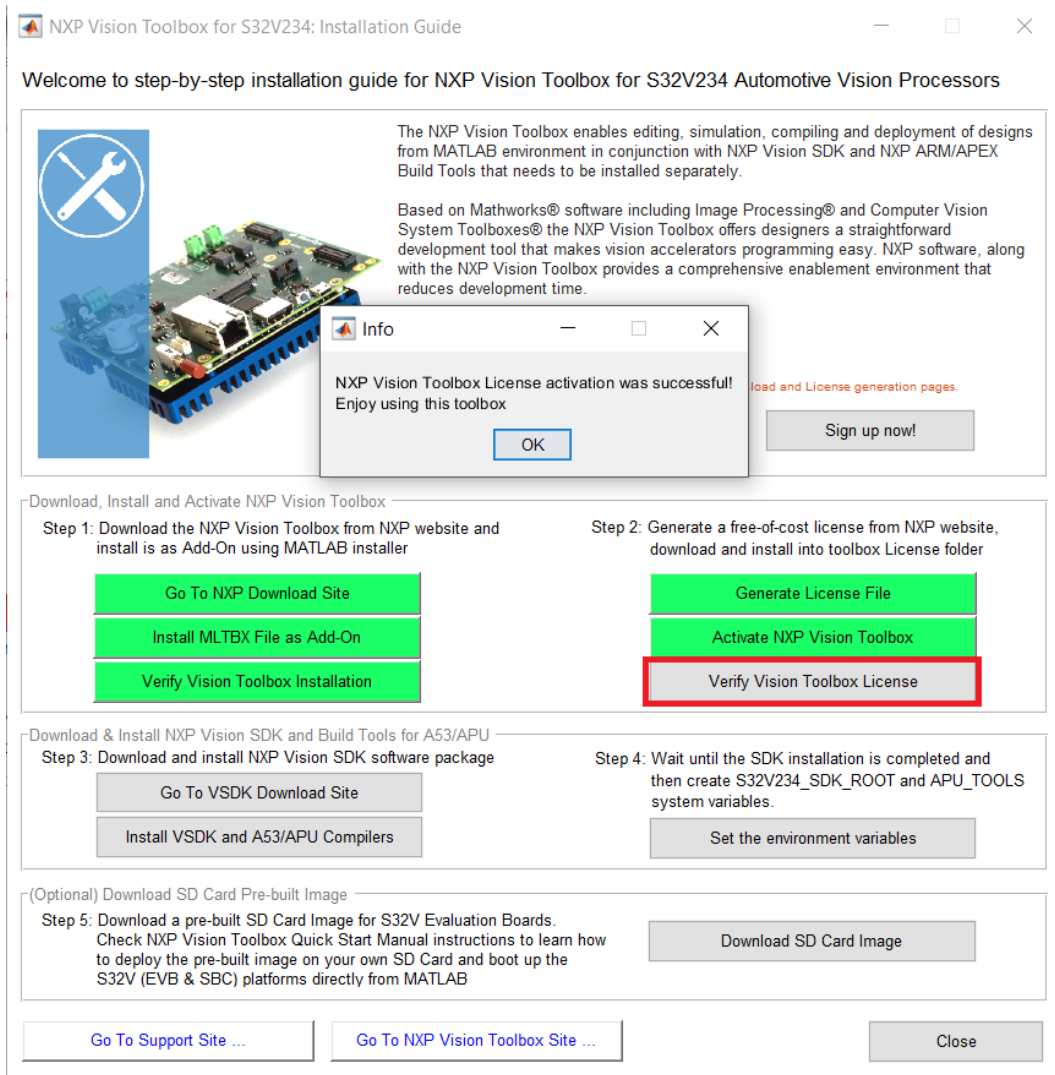 NXP Vision Toolbox for S32V234: Installation Guide
Welcome to step-by-step installation guide for NXP Vision Toolbox for S32V234 Automotive Vision Processors
The NXP Vision Toolbox enables editing, simulation, compiling and deployment of designs
from MATLAB environment in conjunction with NXP Vision SDK and NXP ARM/APEX
Build Tools that needs to be installed separately.
Based on Mathworks® software including Image Processing® and Computer Vision
System Toolboxes® the NXP Vision Toolbox offers designers a straightforward
development tool that makes vision accelerators programming easy. NXP software, along
with the NXP Vision Toolbox provides a comprehensive enablement environment that
reduces development time.
Info
NXP Vision Toolbox License activation was successful!
Enjoy using this toolbox
OK
and License generation pages.
Sign up now!
Download, Install and Activate NXP Vision Toolbox
Step 1: Download the NXP Vision Toolbox from NXP website and
install is as Add-On using MATLAB installer
Go To NXP Download Site
Install MLTBX File as Add-On
Verify Vision Toolbox Installation
Step 2: Generate a free-of-cost license from NXP website,
download and install into toolbox License folder
Generate License File
Activate NXP Vision Toolbox
Verify Vision Toolbox License
Download & Install NXP Vision SDK and Build Tools for A53/APU
Step 3: Download and install NXP Vision SDK software package
Go To VSDK Download Site
Install VSDK and A53/APU Compilers
Step 4: Wait until the SDK installation is completed and
then create S32V234_SDK_ROOT and APU_TOOLS
system variables.
Set the environment variables
(Optional) Download SD Card Pre-built Image
Step 5: Download a pre-built SD Card Image for S32V Evaluation Boards.
Check NXP Vision Toolbox Quick Start Manual instructions to learn how
to deploy the pre-built image on your own SD Card and boot up the
S32V (EVB & SBC) platforms directly from MATLAB
Download SD Card Image
Go To Support Site ...
Go To NXP Vision Toolbox Site ...
Close